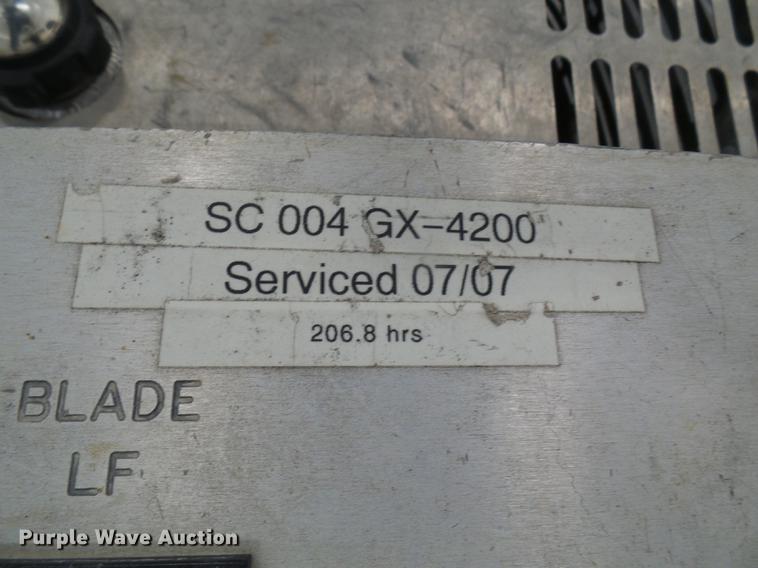 SC 004 GX-4200
Serviced 07/07
206.8 hrs
BLADE
LF
Purple Wave Auction